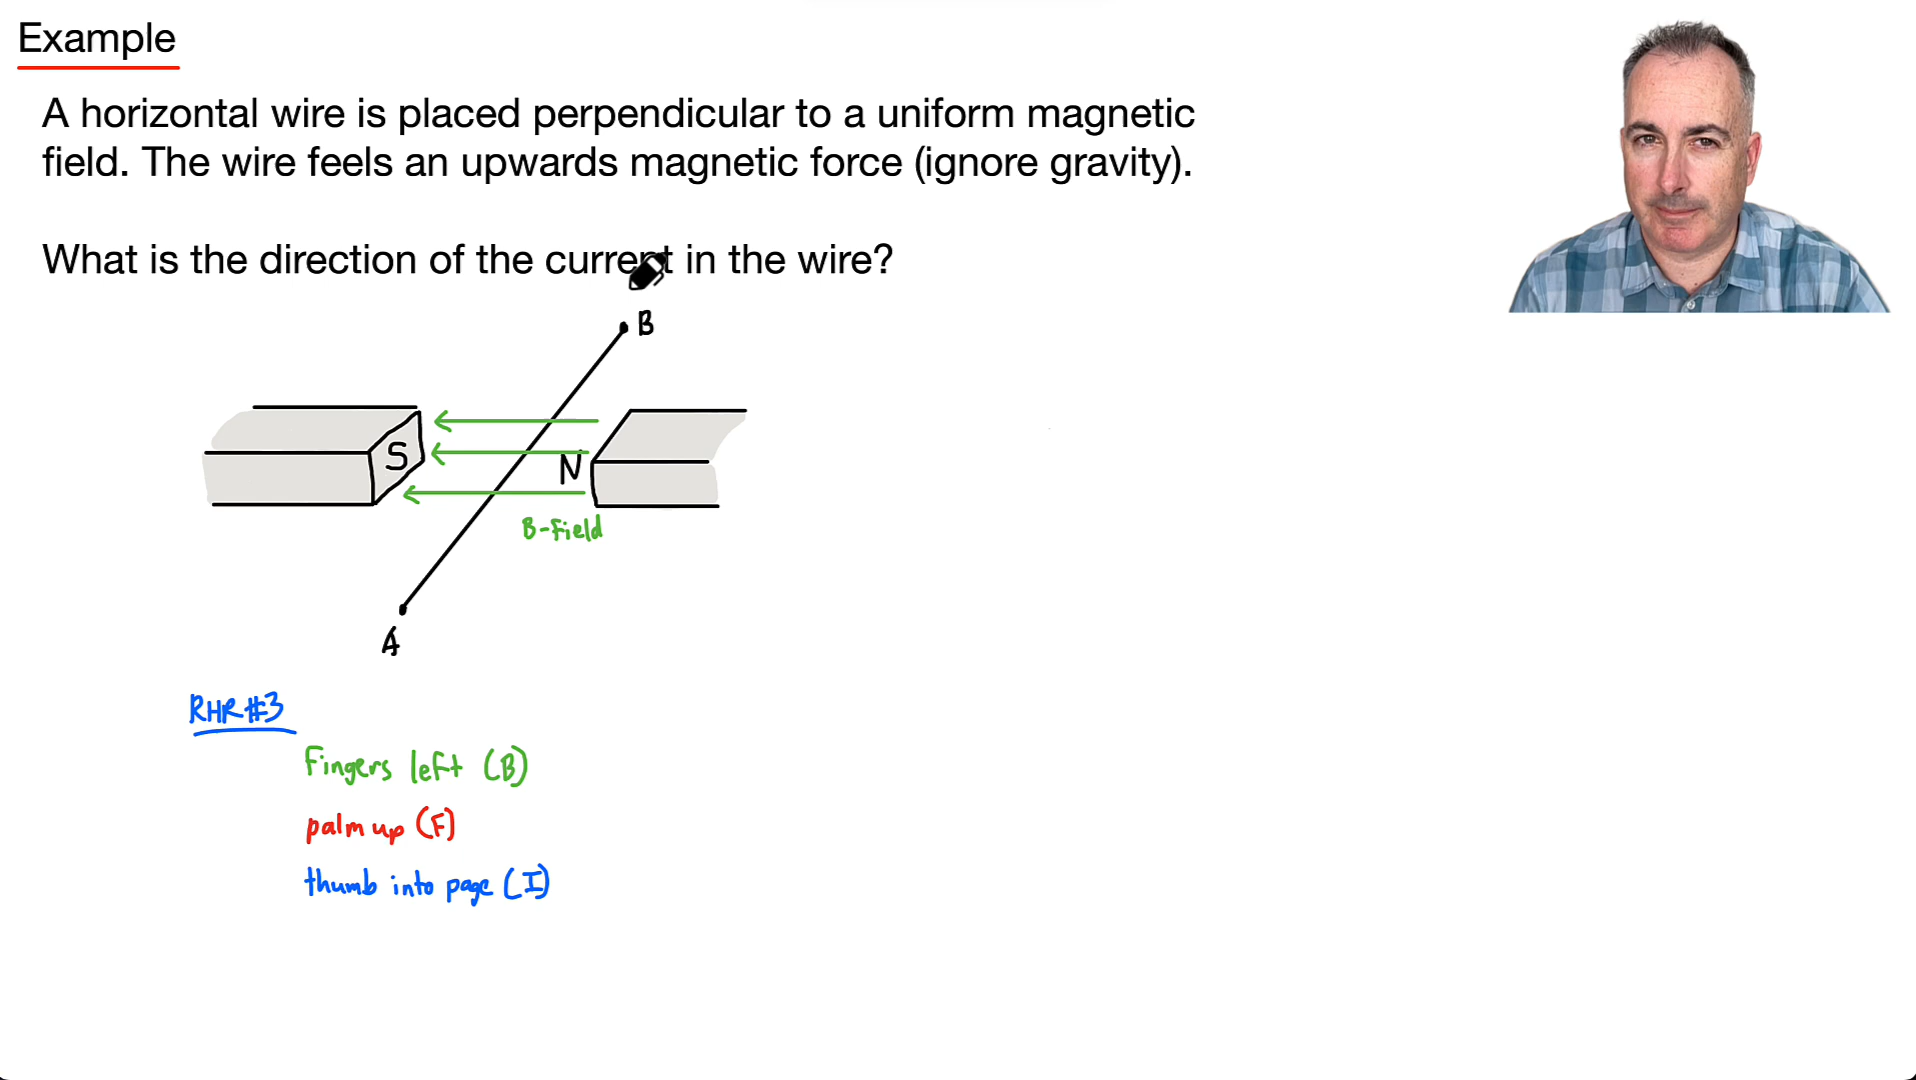 Example
A horizontal wire is placed perpendicular to a uniform magnetic
field. The wire feels an upwards magnetic force (ignore gravity).
What is the direction of the current in the wire?
B
S
N
B-Field
A
RHR#3
Fingers left (B)
palm up (F)
thumb into page (I)